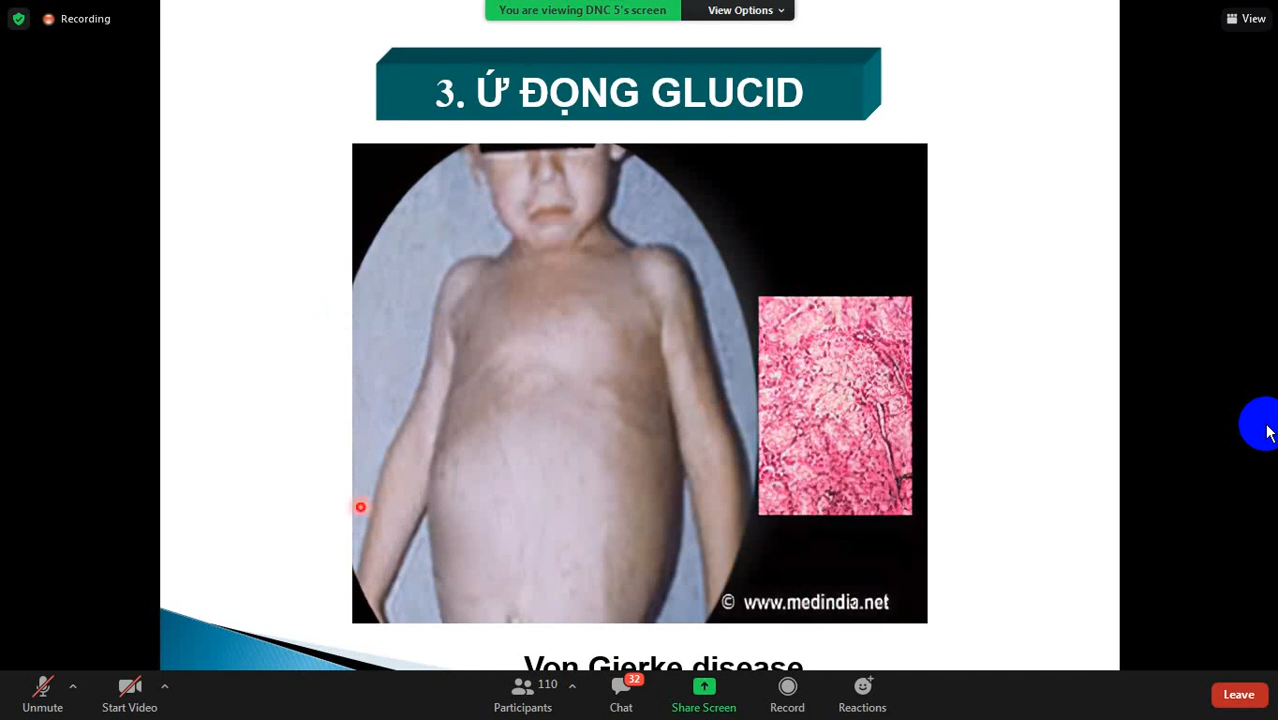 You are viewing DNC 5's screen
View Options
Recording
View
3. Ứ ĐỌNG GLUCID
© www.medindia.net
Von Gierke disease
110
32
Unmute
Start Video
Participants
Chat
Share Screen
Record
Reactions
Leave